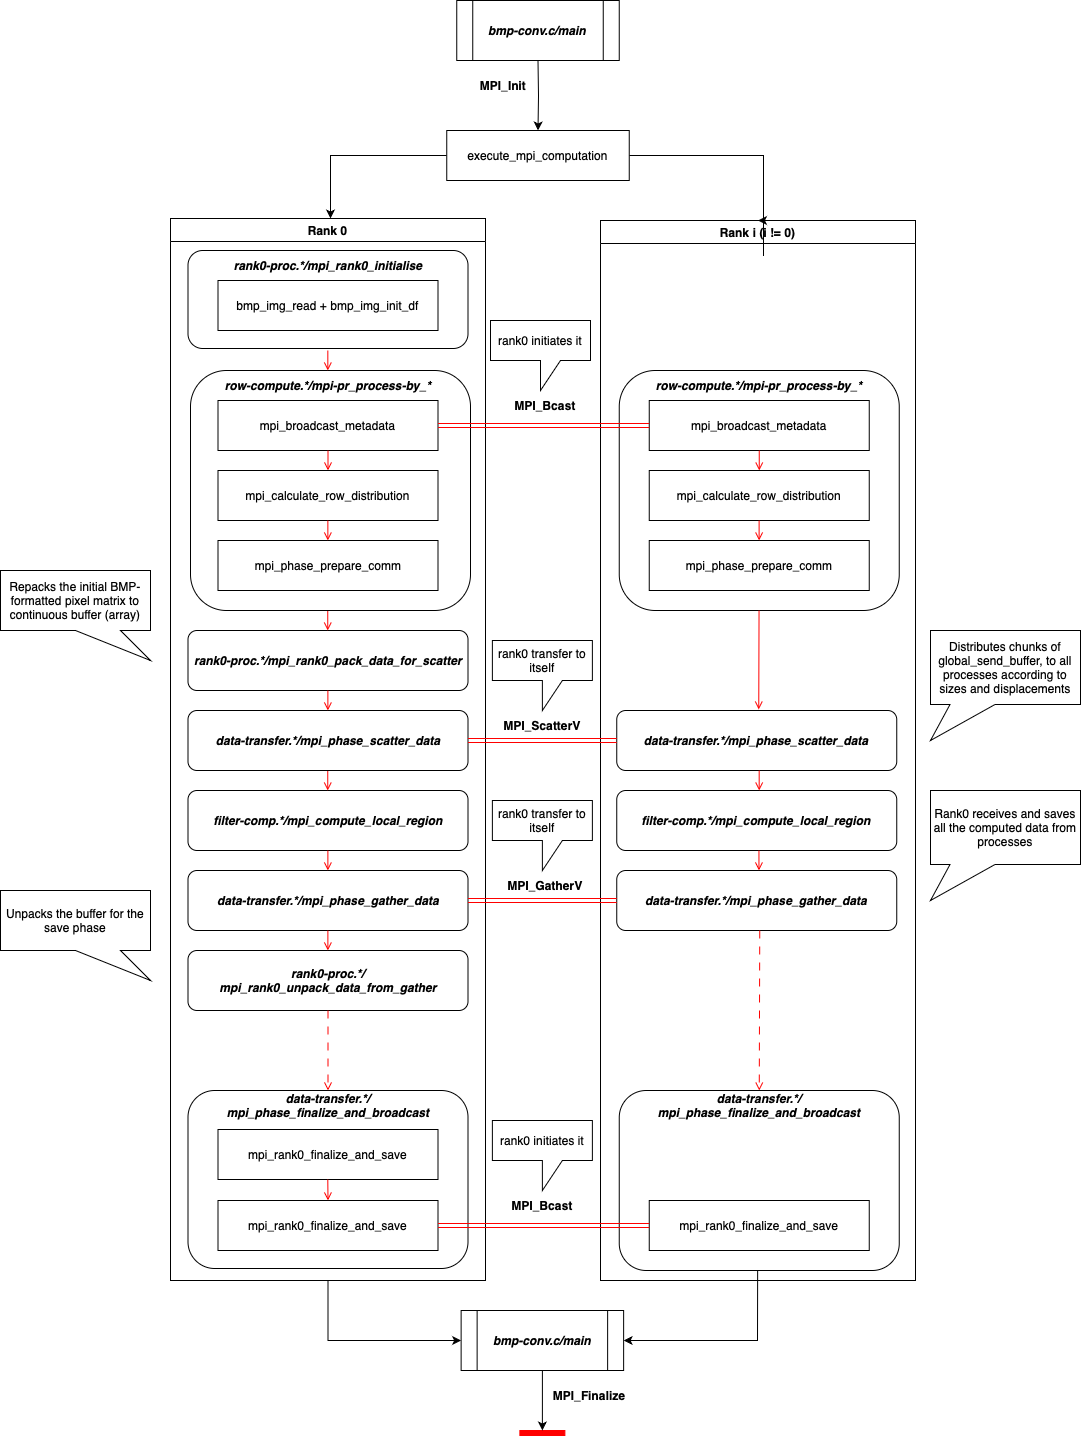 bmp-conv.c/main
MPI_Init
execute_mpi_computation
Rank 0
Rank i (i != 0)
rank0-proc.*/mpi_rank0_initialise
bmp_img_read + bmp_img_init_df
rank0 initiates it
row-compute.*/mpi-pr_process-by_*
row-compute.*/mpi-pr_process-by_*
MPI_Bcast
mpi_broadcast_metadata
mpi_broadcast_metadata
mpi_calculate_row_distribution
mpi_calculate_row_distribution
mpi_phase_prepare_comm
mpi_phase_prepare_comm
Repacks the initial BMP-
formatted pixel matrix to
continuous buffer (array)
rank0-proc.*/mpi_rank0_pack_data_for_scatter
rank0 transfer to
itself
Distributes chunks of
global_send_buffer, to all
processes according to
sizes and displacements
MPI_ScatterV
data-transfer.*/mpi_phase_scatter_data
data-transfer.*/mpi_phase_scatter_data
filter-comp.*/mpi_compute_local_region
rank0 transfer to
itself
filter-comp.*/mpi_compute_local_region
Rank0 receives and saves
all the computed data from
processes
MPI_GatherV
data-transfer.*/mpi_phase_gather_data
data-transfer.*/mpi_phase_gather_data
Unpacks the buffer for the
save phase
rank0-proc.*/
mpi_rank0_unpack_data_from_gather
data-transfer.*/
mpi_phase_finalize_and_broadcast
data-transfer.*/
mpi_phase_finalize_and_broadcast
mpi_rank0_finalize_and_save
rank0 initiates it
MPI_Bcast
mpi_rank0_finalize_and_save
mpi_rank0_finalize_and_save
bmp-conv.c/main
MPI_Finalize